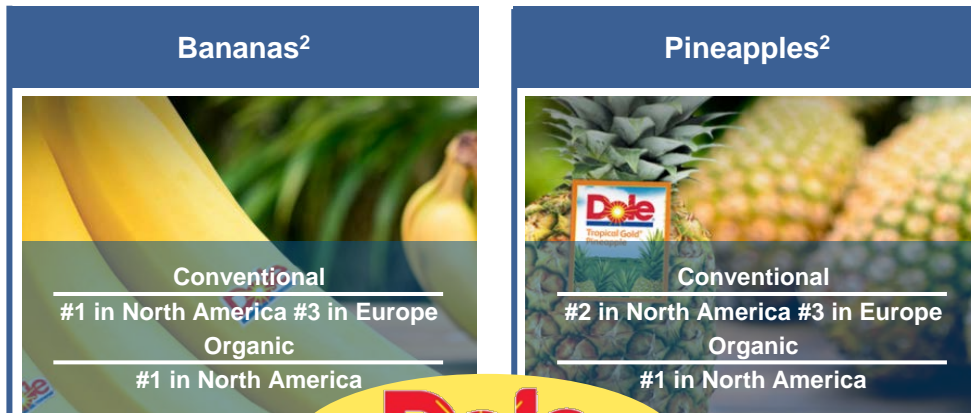 Bananas²
Conventional
#1 in North America #3 in Europe
Organic
#1 in North America
Pineapples²
Dole
Tropical Gold®
Pineapple
Conventional
#2 in North America #3 in Europe
Organic
#1 in North America
Dole